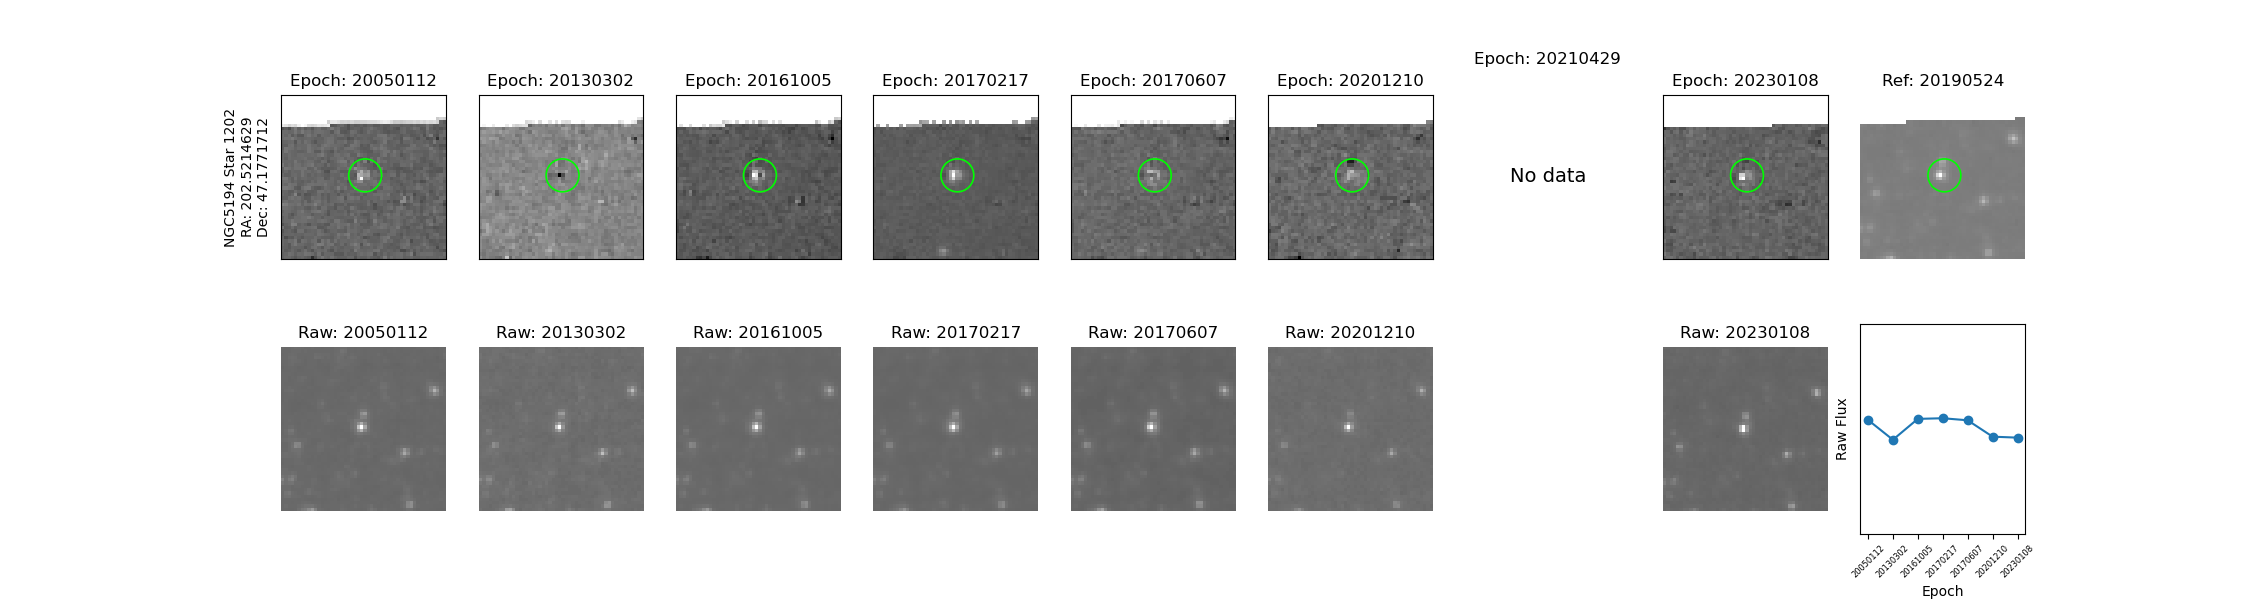 Epoch: 20210429
Epoch: 20050112
Epoch: 20130302
Epoch: 20161005
Epoch: 20170217
Epoch: 20170607
Epoch: 20201210
Epoch: 20230108
Ref: 20190524
NGC5194 Star 1202
RA: 202.5214629
Dec: 47.1771712
No data
Raw: 20050112
Raw: 20130302
Raw: 20161005
Raw: 20170217
Raw: 20170607
Raw: 20201210
Raw: 20230108
Raw Flux
20050112
20130302
20161005
20170217
20170607
20201210
20230108
Epoch